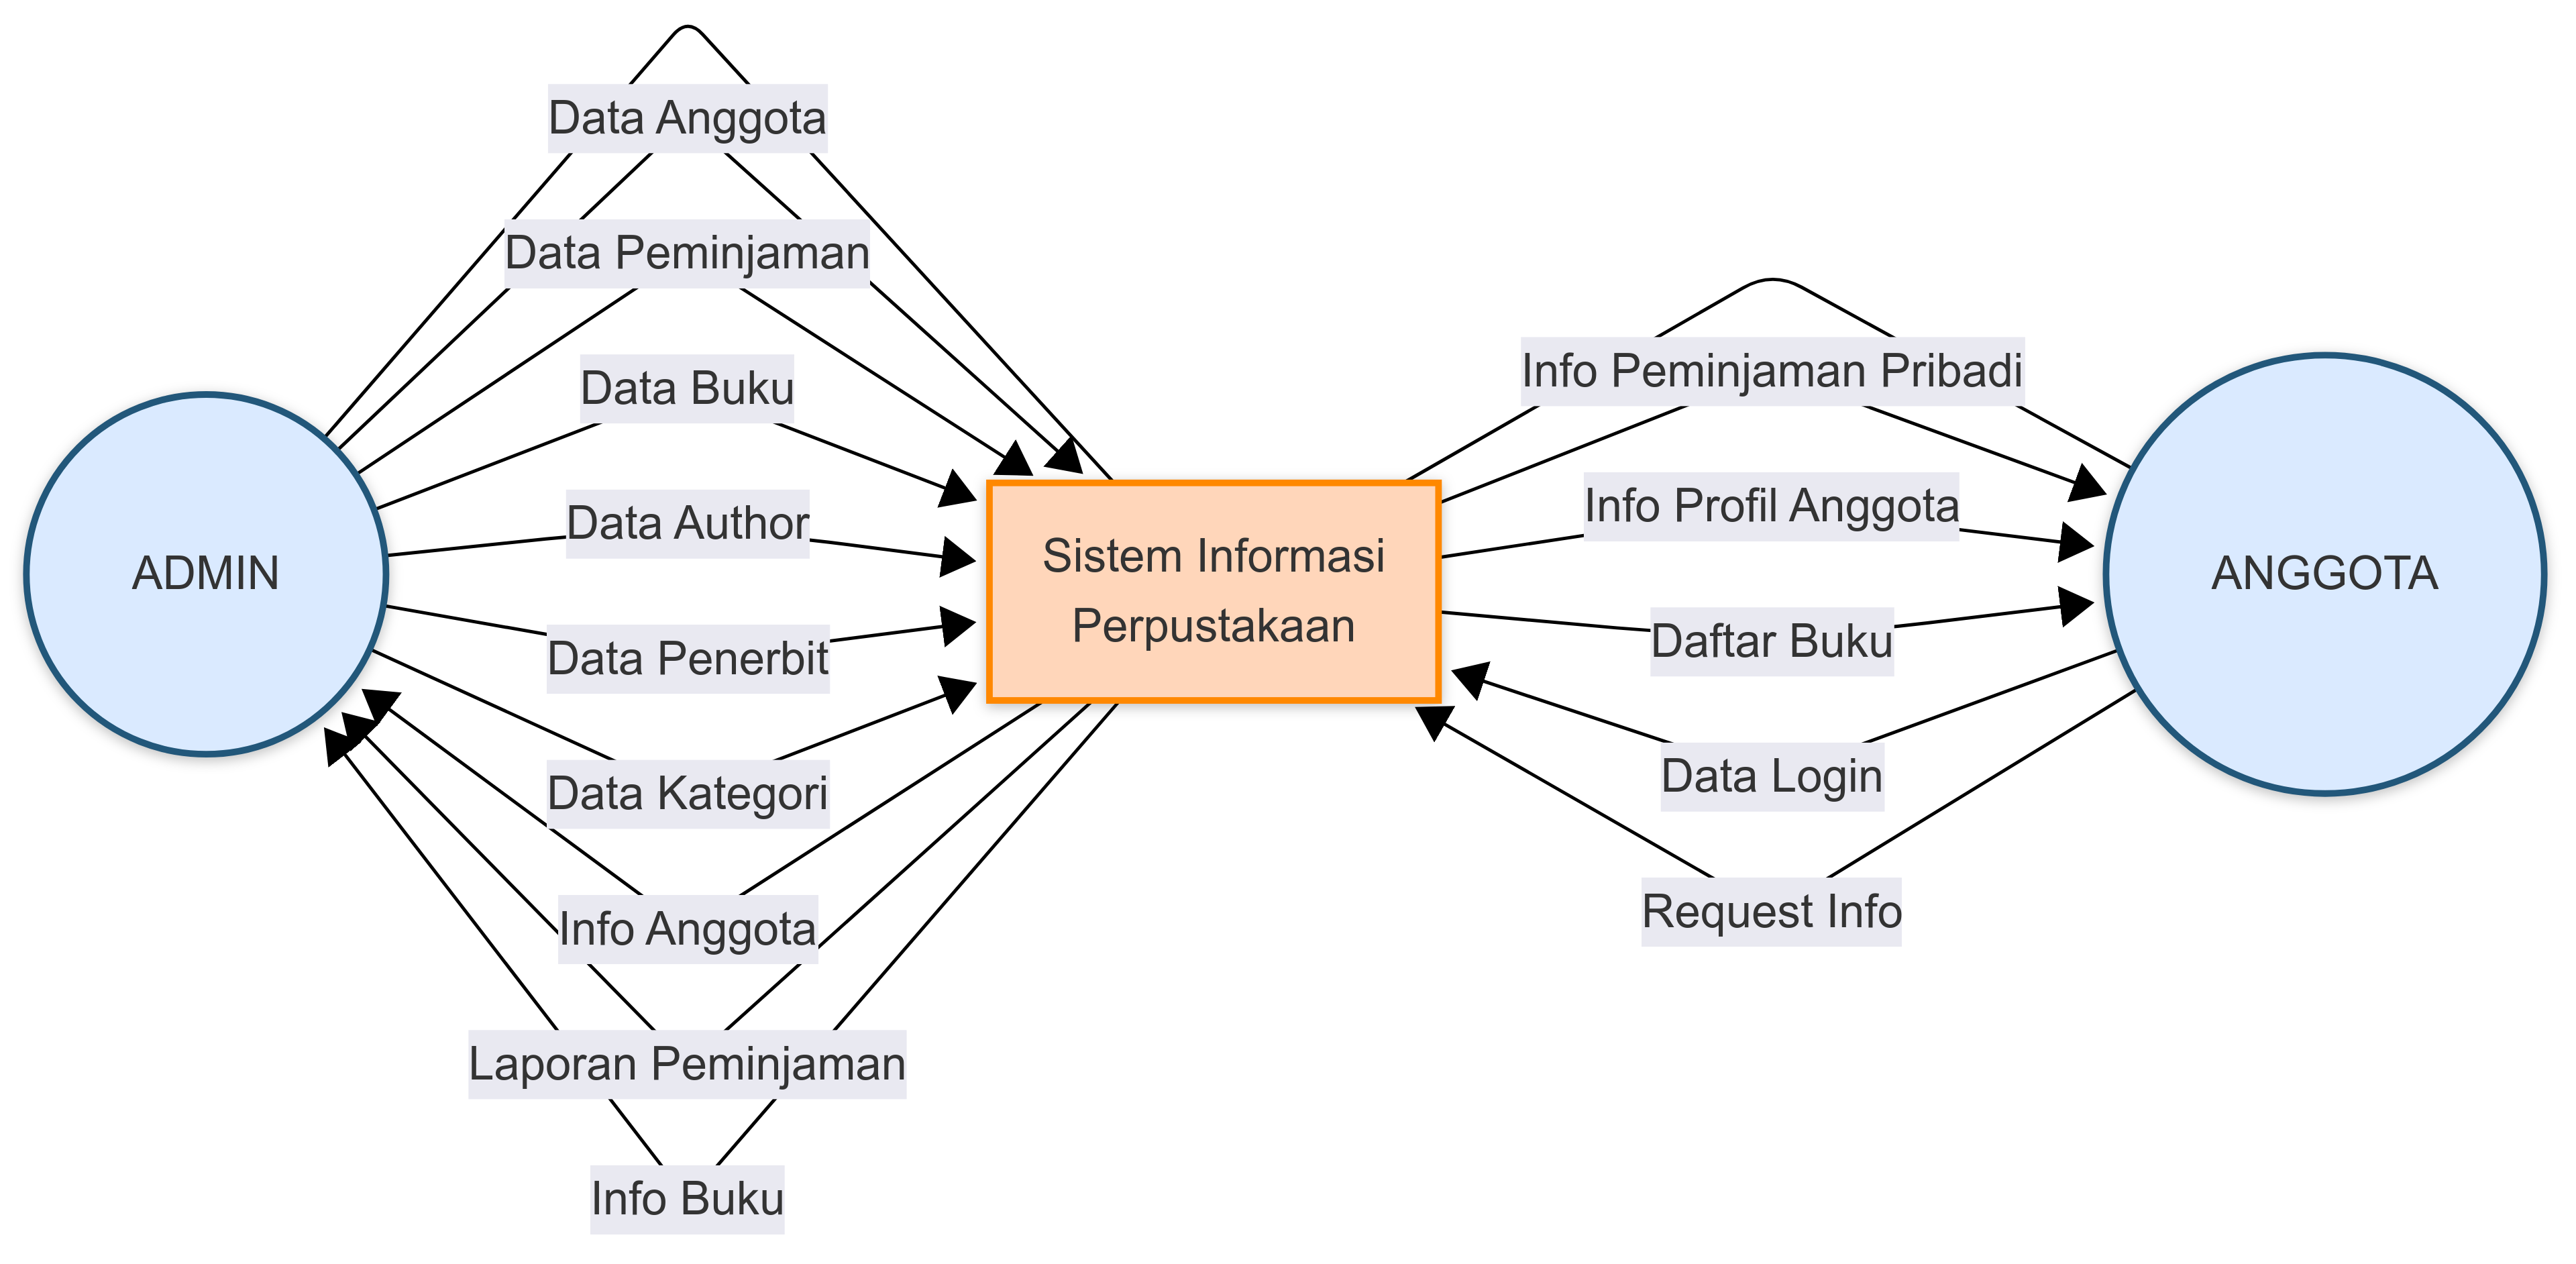 Data Anggota
Data Peminjaman
Data Buku
Data Author
Data Penerbit
Data Kategori
Info Anggota
Laporan Peminjaman
Info Buku
ADMIN
Sistem Informasi
Perpustakaan
Info Peminjaman Pribadi
Info Profil Anggota
Daftar Buku
Data Login
Request Info
ANGGOTA